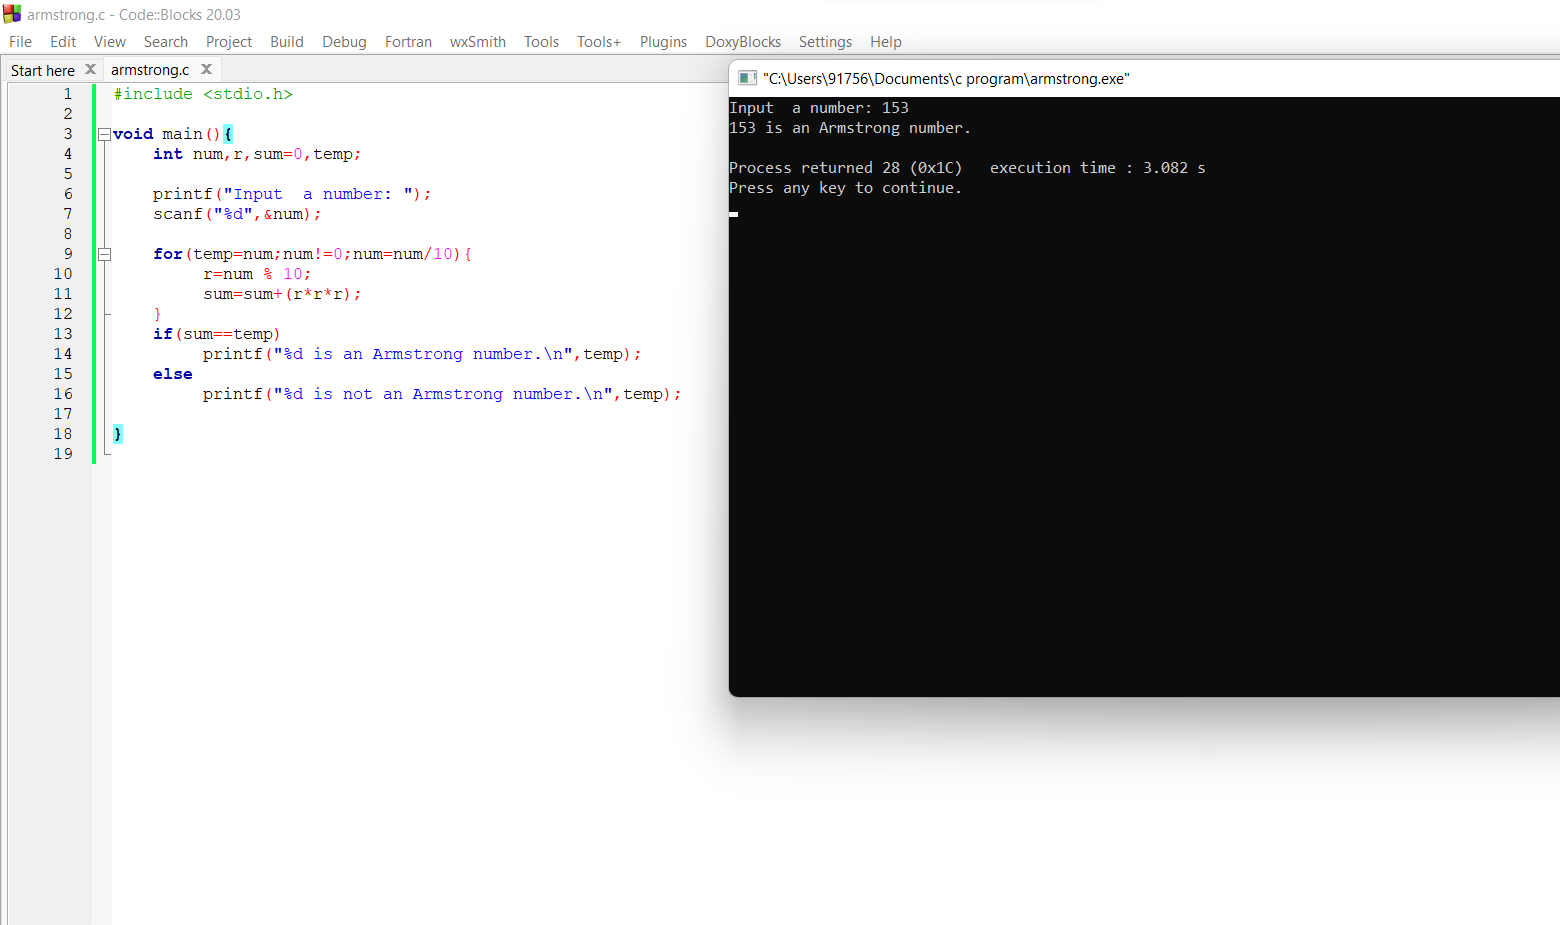 armstrong.c - Code::Blocks 20.03
File Edit View Search Project Build Debug Fortran wxSmith Tools Tools+ Plugins DoxyBlocks Settings Help
Start here X armstrong.c X
1 #include <stdio.h>
2
3 void main(){
4 int num,r,sum=0,temp;
5
6 printf("Input  a number: ");
7 scanf("%d",&num);
8
9 for(temp=num;num!=0;num=num/10){
10 r=num % 10;
11 sum=sum+(r*r*r);
12 }
13 if(sum==temp)
14 printf("%d is an Armstrong number.\n",temp);
15 else
16 printf("%d is not an Armstrong number.\n",temp);
17
18 }
19
"C:\Users\91756\Documents\c program\armstrong.exe"
Input  a number: 153
153 is an Armstrong number.
Process returned 28 (0x1C)   execution time : 3.082 s
Press any key to continue.